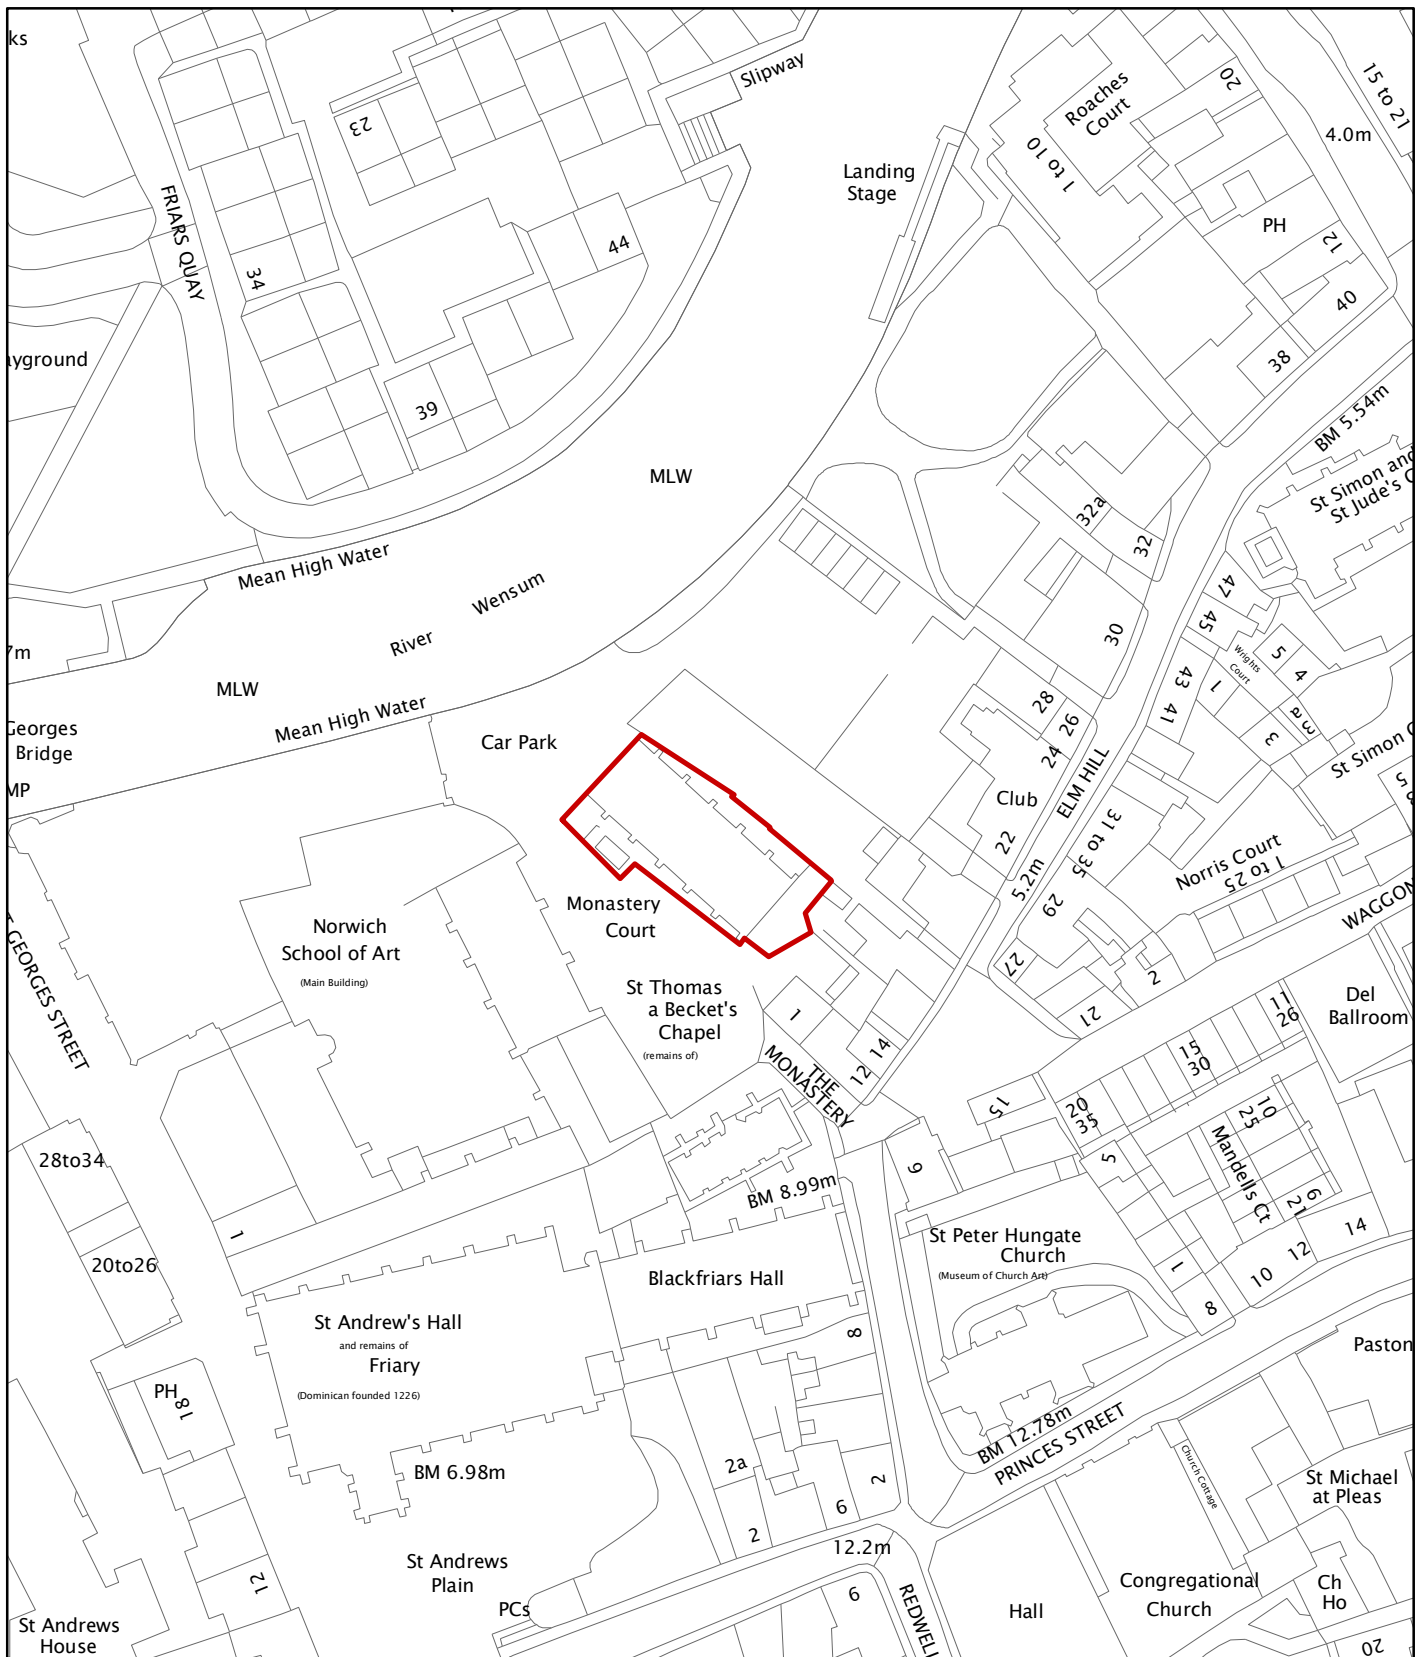 ks
Slipway
23
Roaches
Court
20
15 to 21
4.0m
1 to 10
Landing
Stage
PH
12
40
38
FRIARS QUAY
34
44
ayground
39
BM 5.54m
St Simon and
St Jude's C
MLW
32a
32
Mean High Water
Wensum
River
7m
MLW
Mean High Water
30
47
45
Wrights
Court
5
4
43
1
41
3a
3
28
26
24
St Simon C
5
Georges
Bridge
MP
Car Park
ELM HILL
Club
22
31 to 35
5.2m
29
Norris Court
1 to 25
WAGGON
Monastery
Court
Norwich
School of Art
(Main Building)
27
2
21
St Thomas
a Becket's
Chapel
(remains of)
1
14
12
THE
MONASTERY
GEORGES STREET
11
26
Del
Ballroom
15
30
15
20
35
10
25
Mandells Ct
5
6
21
28to34
1
20to26
BM 8.99m
9
St Peter Hungate
Church
(Museum of Church Art)
14
12
10
1
8
Blackfriars Hall
8
St Andrew's Hall
and remains of
Friary
(Dominican founded 1226)
Paston
PH
18
BM 12.78m
PRINCES STREET
BM 6.98m
2a
2
6
2
Church Cottage
St Michael
at Pleas
12.2m
St Andrews
Plain
12
PCs
6
REDWELL
Hall
Congregational
Church
Ch
Ho
St Andrews
House
20